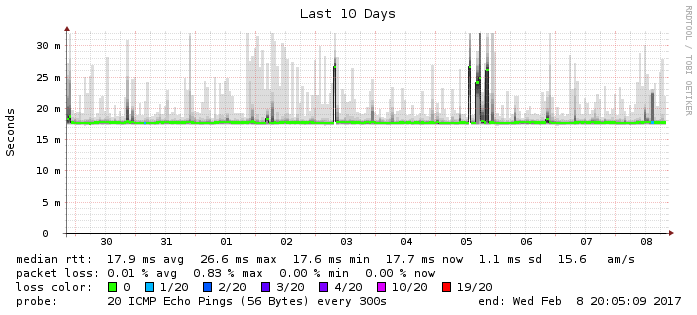 Last 10 Days
RRDTOOL / TOBI OETIKER
Seconds
30 m
25 m
20 m
15 m
10 m
5 m
0
30 31 01 02 03 04 05 06 07 08
median rtt: 17.9 ms avg 26.6 ms max 17.6 ms min 17.7 ms now 1.1 ms sd 15.6 am/s
packet loss: 0.01 % avg 0.83 % max 0.00 % min 0.00 % now
loss color: 0 1/20 2/20 3/20 4/20 10/20 19/20
probe: 20 ICMP Echo Pings (56 Bytes) every 300s end: Wed Feb 8 20:05:09 2017